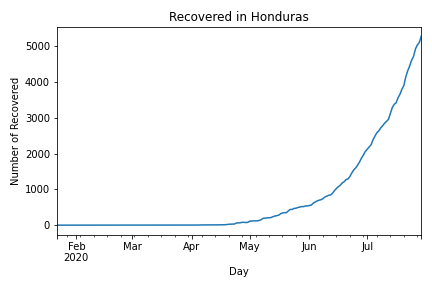 Recovered in Honduras
Number of Recovered
5000
4000
3000
2000
1000
0
Feb Mar Apr May Jun Jul
2020
Day